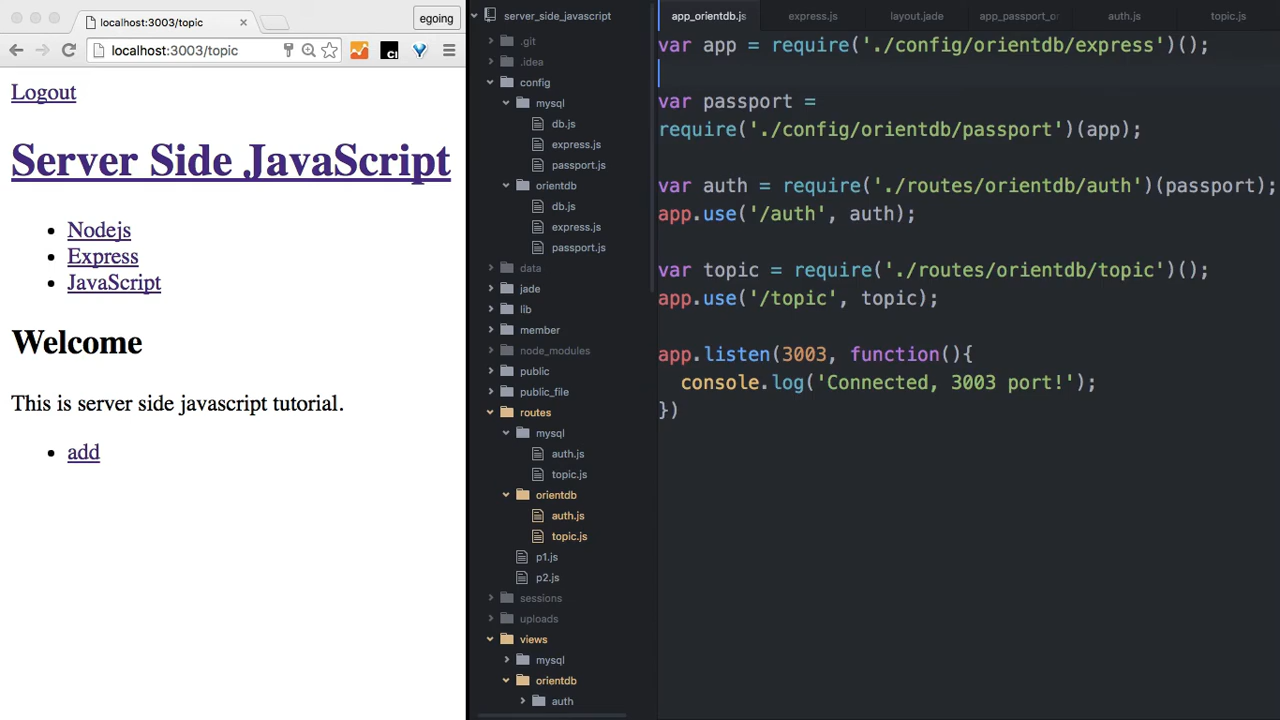 localhost:3003/topic
egoing
localhost:3003/topic
Logout
Server Side JavaScript
Nodejs
Express
JavaScript
Welcome
This is server side javascript tutorial.
add
server_side_javascript
.git
.idea
config
mysql
db.js
express.js
passport.js
orientdb
db.js
express.js
passport.js
data
jade
lib
member
node_modules
public
public_file
routes
mysql
auth.js
topic.js
orientdb
auth.js
topic.js
p1.js
p2.js
sessions
uploads
views
mysql
orientdb
auth
app_orientdb.js
express.js
layout.jade
app_passport_or
auth.js
topic.js
var app = require('./config/orientdb/express')();
var passport =
require('./config/orientdb/passport')(app);
var auth = require('./routes/orientdb/auth')(passport);
app.use('/auth', auth);
var topic = require('./routes/orientdb/topic')();
app.use('/topic', topic);
app.listen(3003, function(){
console.log('Connected, 3003 port!');
})